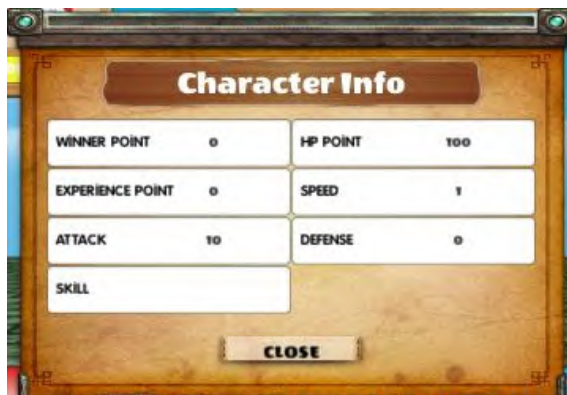 Character Info
WINNER POINT 0 HP POINT 100
EXPERIENCE POINT 0 SPEED 1
ATTACK 10 DEFENSE 0
SKILL
CLOSE